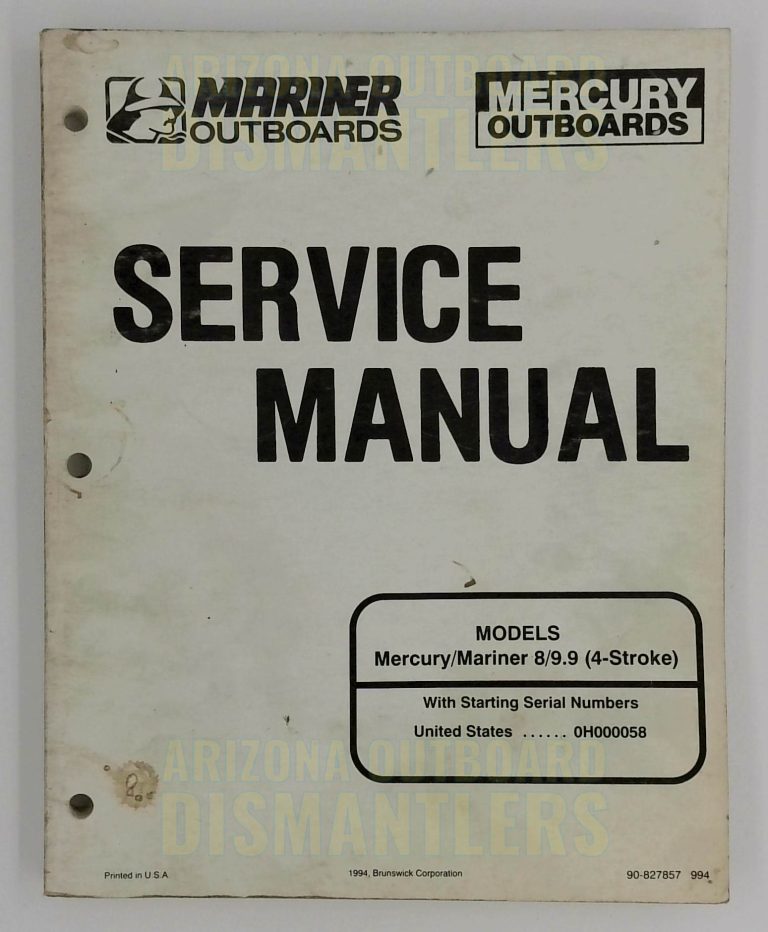 ARIZONA OUTBOARD
DISMANTLERS
MARINER
OUTBOARDS
MERCURY
OUTBOARDS
SERVICE
MANUAL
MODELS
Mercury/Mariner 8/9.9 (4-Stroke)
With Starting Serial Numbers
United States ...... 0H000058
ARIZONA OUTBOARD
DISMANTLERS
Printed in U.S.A
1994, Brunswick Corporation
90-827857 994